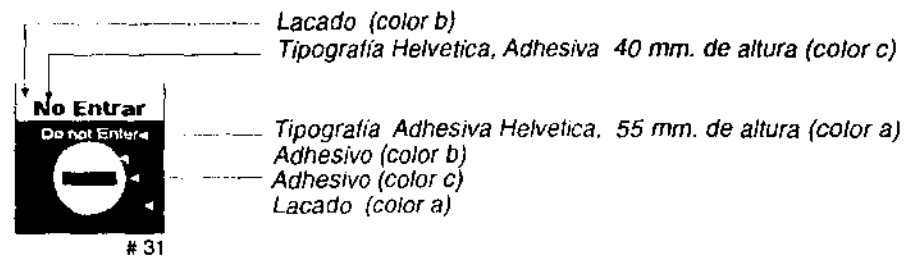 Lacado (color b)
Tipografía Helvetica, Adhesiva 40 mm. de altura (color c)
No Entrar
Do not Enter
Tipografía Adhesiva Helvetica, 55 mm. de altura (color a)
Adhesivo (color b)
Adhesivo (color c)
Lacado (color a)
# 31